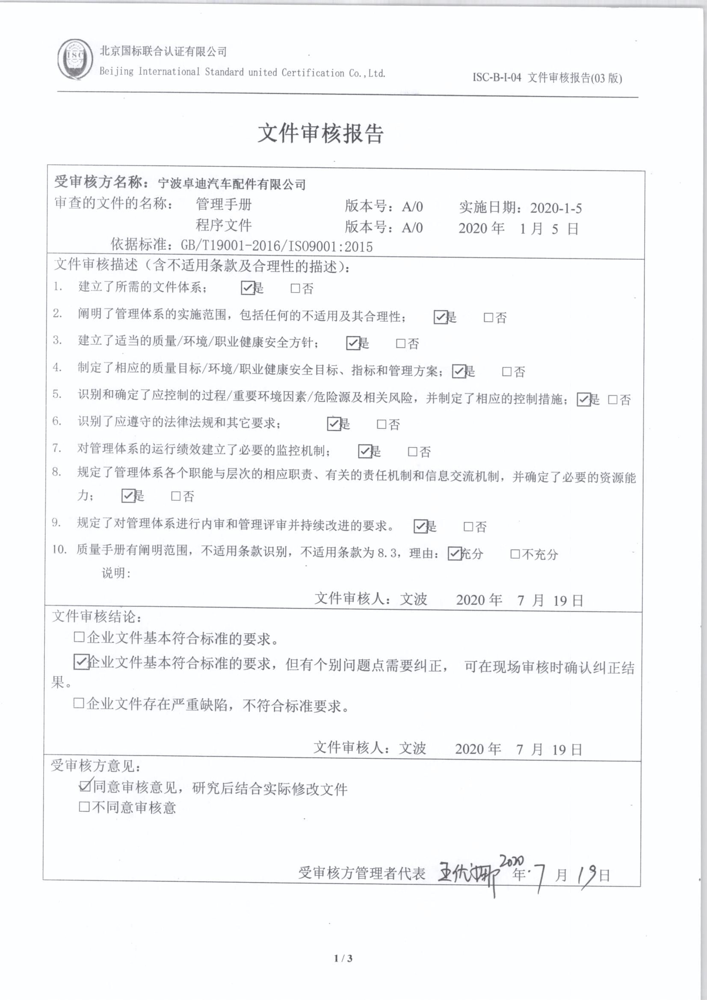 ISC
北京国标联合认证有限公司
Beijing International Standard united Certification Co.,Ltd.
ISC-B-I-04 文件审核报告(03版)
文件审核报告
受审核方名称：宁波卓迪汽车配件有限公司
审查的文件的名称： 管理手册 版本号：A/0 实施日期：2020-1-5
程序文件 版本号：A/0 2020年 1月 5日
依据标准：GB/T19001-2016/ISO9001:2015
文件审核描述（含不适用条款及合理性的描述）：
1. 建立了所需的文件体系； ☑是 □否
2. 阐明了管理体系的实施范围，包括任何的不适用及其合理性； ☑是 □否
3. 建立了适当的质量/环境/职业健康安全方针； ☑是 □否
4. 制定了相应的质量目标/环境/职业健康安全目标、指标和管理方案；☑是 □否
5. 识别和确定了应控制的过程/重要环境因素/危险源及相关风险，并制定了相应的控制措施；☑是 □否
6. 识别了应遵守的法律法规和其它要求； ☑是 □否
7. 对管理体系的运行绩效建立了必要的监控机制； ☑是 □否
8. 规定了管理体系各个职能与层次的相应职责、有关的责任机制和信息交流机制，并确定了必要的资源能
力； ☑是 □否
9. 规定了对管理体系进行内审和管理评审并持续改进的要求。 ☑是 □否
10. 质量手册有阐明范围，不适用条款识别，不适用条款为8.3，理由：☑充分 □不充分
说明：
文件审核人：文波 2020年 7月 19日
文件审核结论：
□企业文件基本符合标准的要求。
☑企业文件基本符合标准的要求，但有个别问题点需要纠正， 可在现场审核时确认纠正结
果。
□企业文件存在严重缺陷，不符合标准要求。
文件审核人：文波 2020年 7月 19日
受审核方意见：
☑同意审核意见，研究后结合实际修改文件
□不同意审核意
受审核方管理者代表 2020年.7月19日
1 / 3